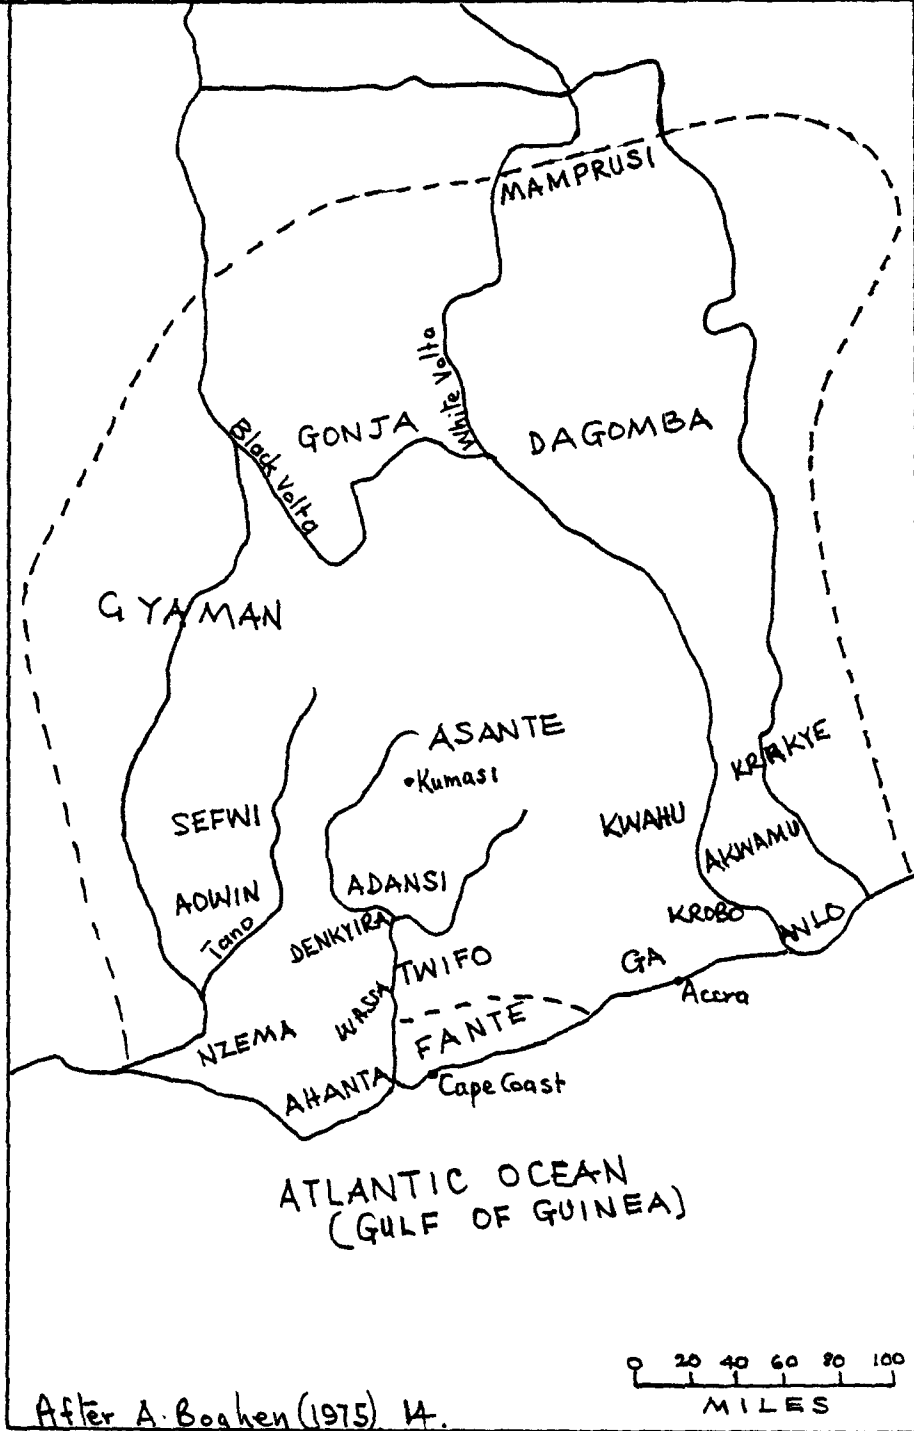 MAMPRUSI
White Volta
GONJA
DAGOMBA
Black Volta
GYAMAN
ASANTE
Kumasi
KRAKYE
SEFWI
KWAHU
AKWAMU
ADANSI
AOWIN
Tano
DENKYIRA
KROBO
ANLO
TWIFO
GA
Accra
WASSA
NZEMA
FANTE
AHANTA
Cape Coast
ATLANTIC OCEAN
(GULF OF GUINEA)
0 20 40 60 80 100
MILES
After A. Boahen (1975) 14.